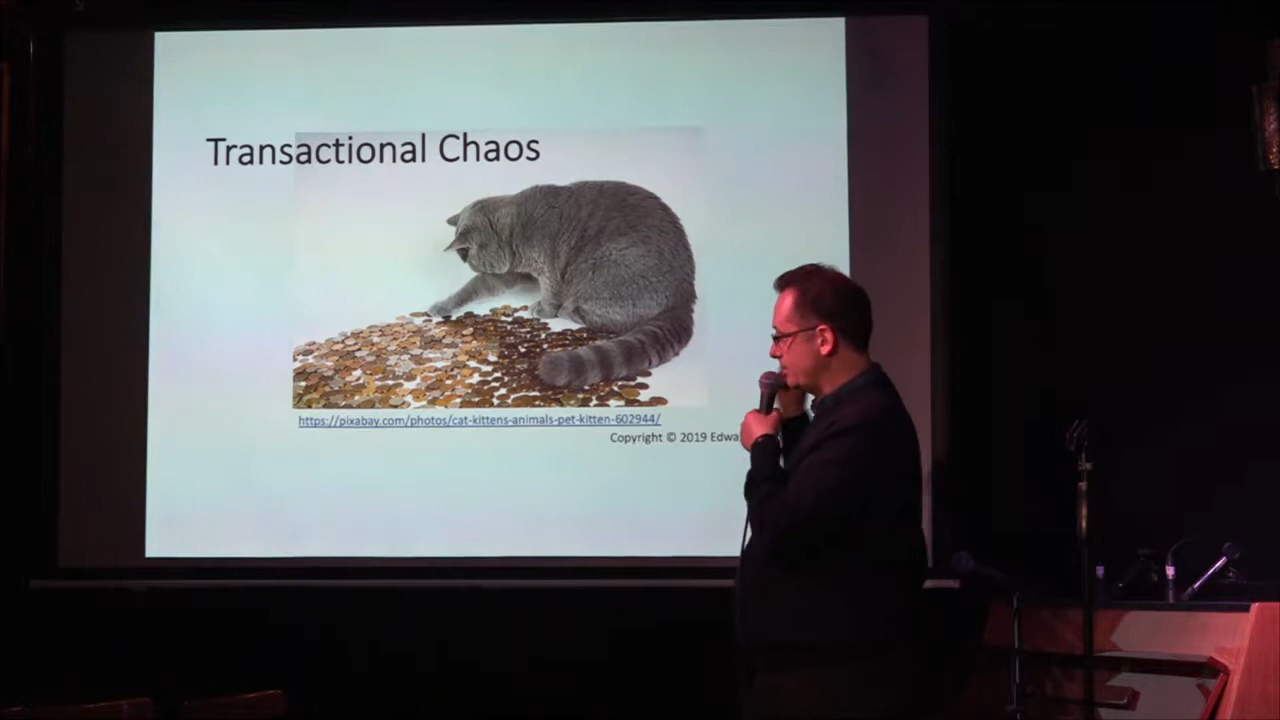 Transactional Chaos
https://pixabay.com/photos/cat-kittens-animals-pet-kitten-602944/
Copyright © 2019